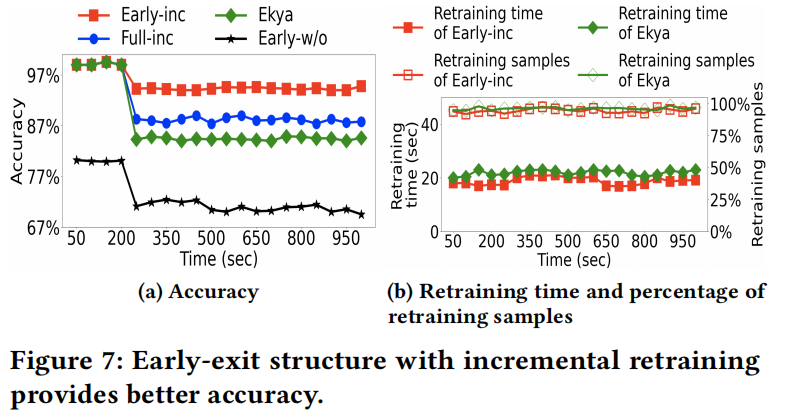 Early-inc
Ekya
Full-inc
Early-w/o
97%
87%
77%
67%
Accuracy
50
200
350
500
650
800
950
Time (sec)
(a) Accuracy
Retraining time
of Early-inc
Retraining time
of Ekya
Retraining samples
of Early-inc
Retraining samples
of Ekya
40
20
0
Retraining
time (sec)
100%
75%
50%
25%
0%
Retraining samples
50
200
350
500
650
800
950
Time (sec)
(b) Retraining time and percentage of
retraining samples
Figure 7: Early-exit structure with incremental retraining
provides better accuracy.